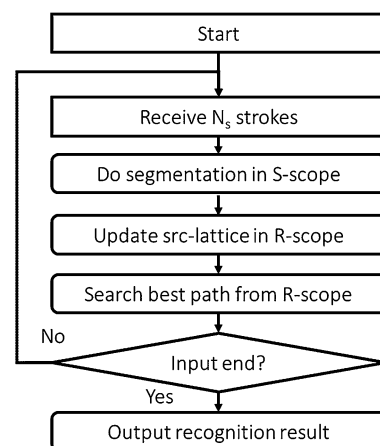 Start
Receive Ns strokes
Do segmentation in S-scope
Update src-lattice in R-scope
Search best path from R-scope
No
Input end?
Yes
Output recognition result